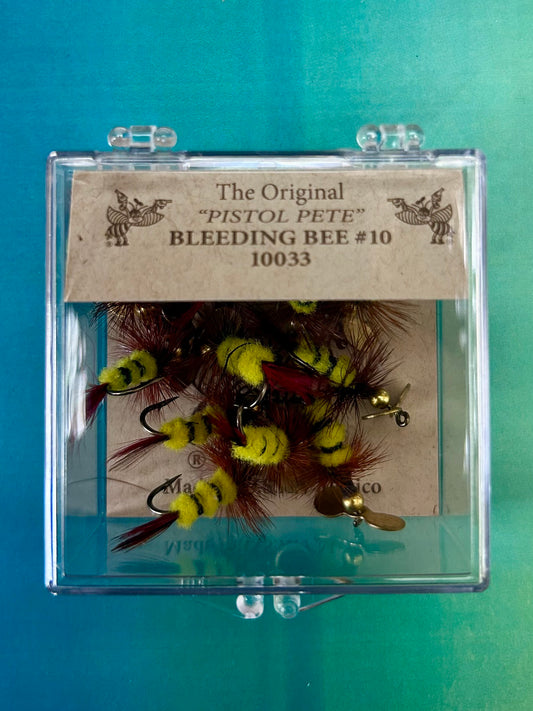 The Original
“PISTOL PETE”
BLEEDING BEE #10
10033
®